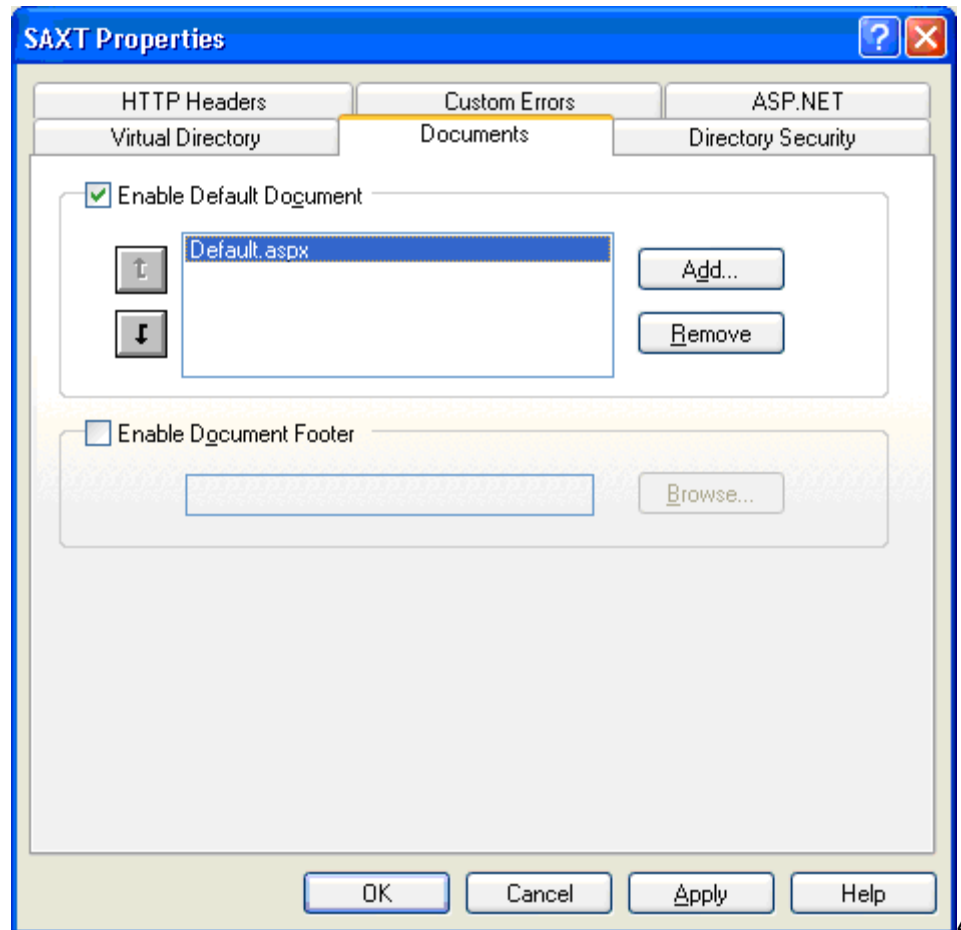 SAXT Properties
HTTP Headers Custom Errors ASP.NET
Virtual Directory Documents Directory Security
Enable Default Document
Default.aspx
Add...
Remove
Enable Document Footer
Browse...
OK Cancel Apply Help